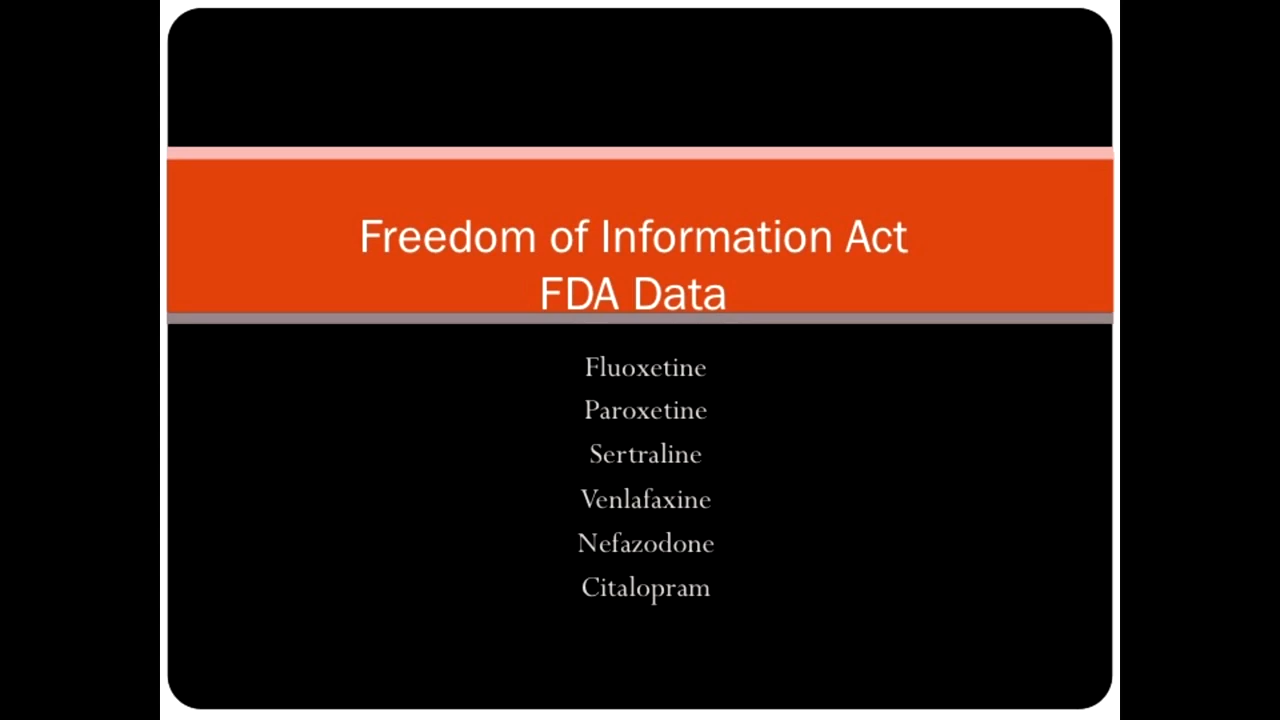 Freedom of Information Act
FDA Data
Fluoxetine
Paroxetine
Sertraline
Venlafaxine
Nefazodone
Citalopram